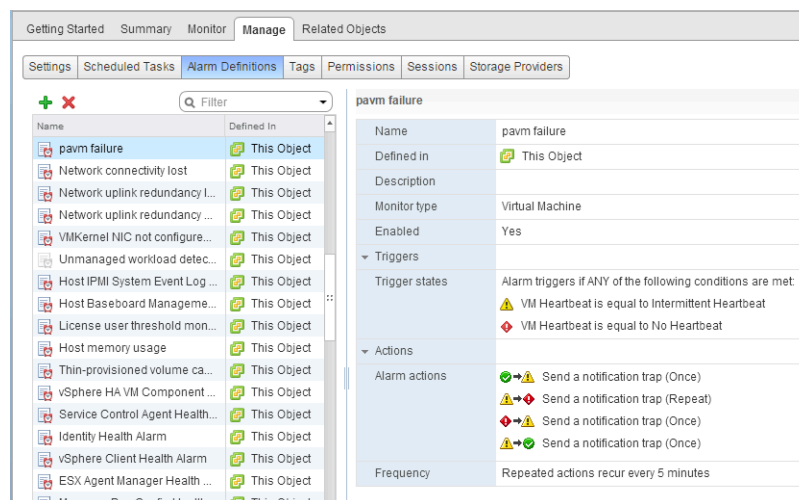 Getting Started Summary Monitor Manage Related Objects
Settings Scheduled Tasks Alarm Definitions Tags Permissions Sessions Storage Providers
Filter
Name Defined In
pavm failure This Object
Network connectivity lost This Object
Network uplink redundancy l... This Object
Network uplink redundancy ... This Object
VMKernel NIC not configure... This Object
Unmanaged workload detec... This Object
Host IPMI System Event Log ... This Object
Host Baseboard Manageme... This Object
License user threshold mon... This Object
Host memory usage This Object
Thin-provisioned volume ca... This Object
vSphere HA VM Component ... This Object
Service Control Agent Health... This Object
Identity Health Alarm This Object
vSphere Client Health Alarm This Object
ESX Agent Manager Health ... This Object
pavm failure
Name pavm failure
Defined in This Object
Description
Monitor type Virtual Machine
Enabled Yes
Triggers
Trigger states Alarm triggers if ANY of the following conditions are met:
VM Heartbeat is equal to Intermittent Heartbeat
VM Heartbeat is equal to No Heartbeat
Actions
Alarm actions Send a notification trap (Once)
Send a notification trap (Repeat)
Send a notification trap (Once)
Send a notification trap (Once)
Frequency Repeated actions recur every 5 minutes